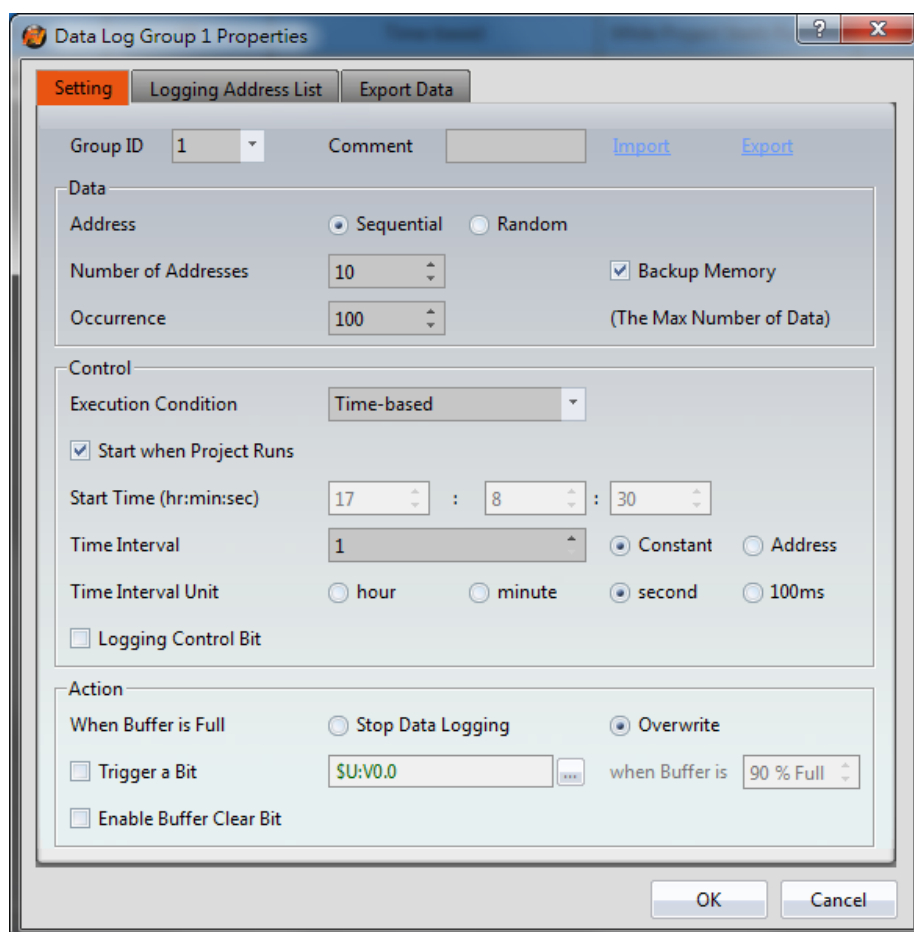 Data Log Group 1 Properties
?
Setting Logging Address List Export Data
Group ID 1 Comment Import Export
Data
Address Sequential Random
Number of Addresses 10 Backup Memory
Occurrence 100 (The Max Number of Data)
Control
Execution Condition Time-based
Start when Project Runs
Start Time (hr:min:sec) 17 : 8 : 30
Time Interval 1 Constant Address
Time Interval Unit hour minute second 100ms
Logging Control Bit
Action
When Buffer is Full Stop Data Logging Overwrite
Trigger a Bit $U:V0.0 ... when Buffer is 90 % Full
Enable Buffer Clear Bit
OK Cancel